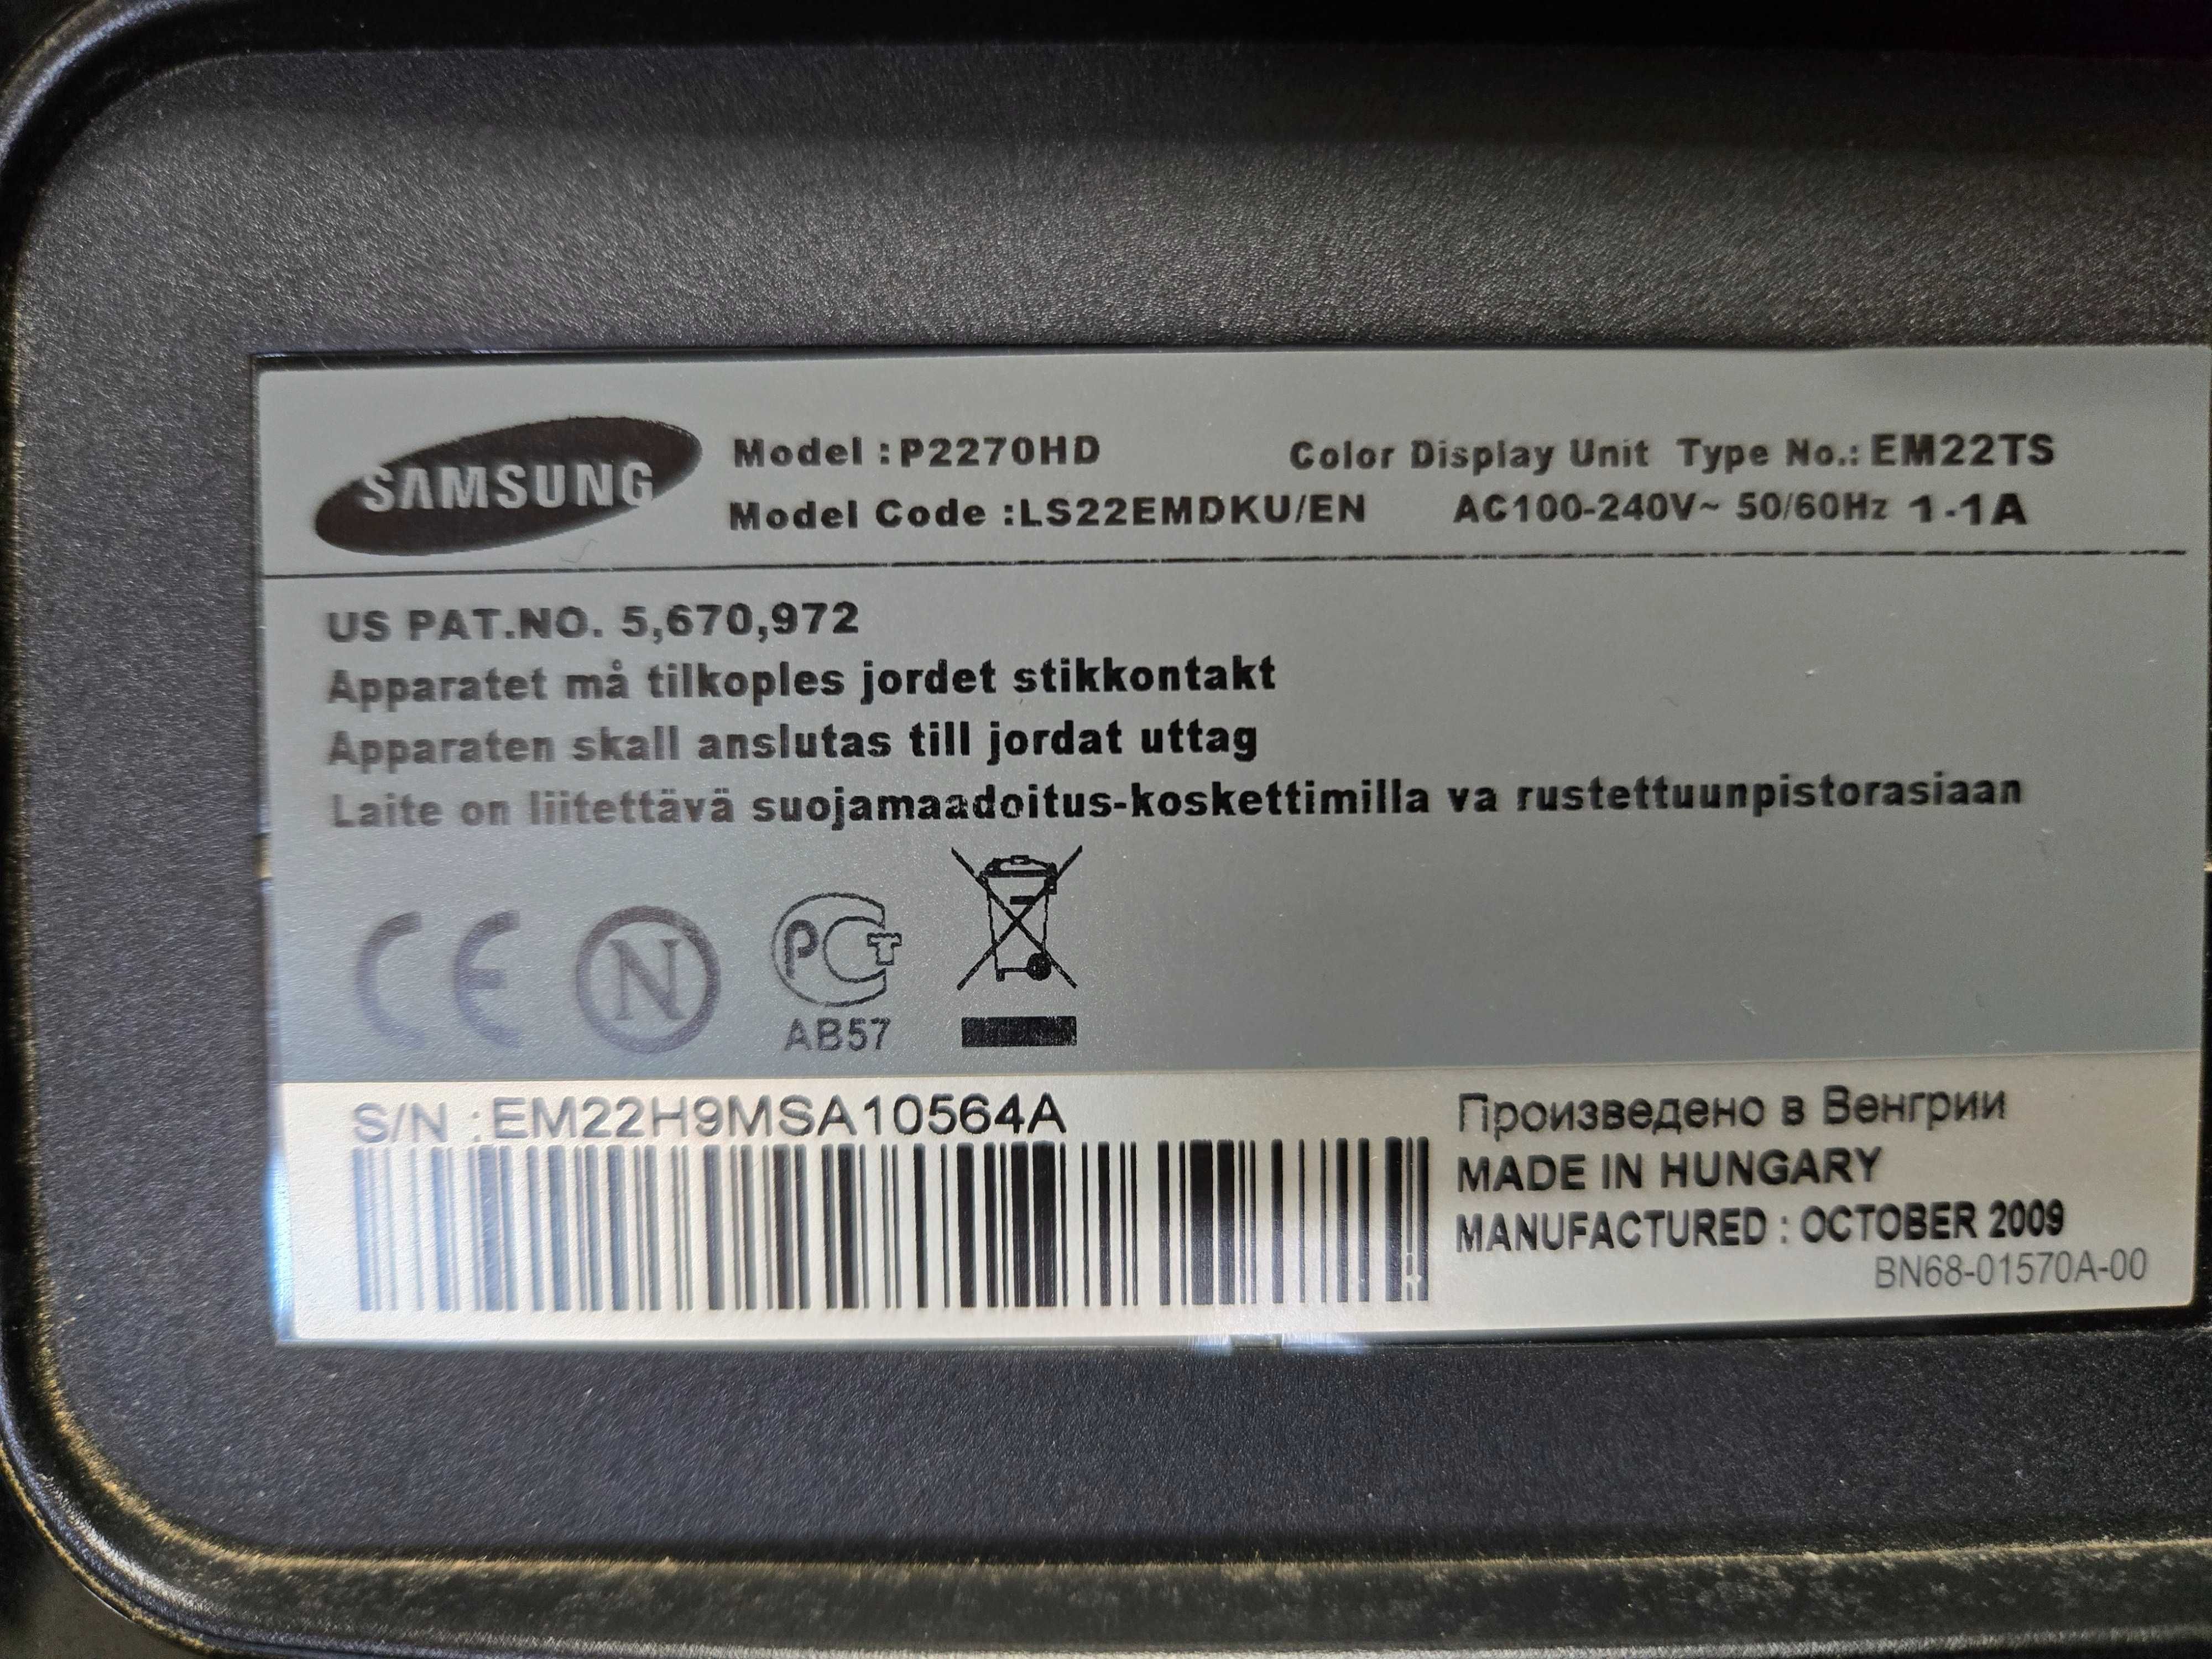 SAMSUNG
Model :P2270HD
Color Display Unit Type No.: EM22TS
Model Code :LS22EMDKU/EN
AC100-240V~ 50/60Hz 1.1A
US PAT.NO. 5,670,972
Apparatet må tilkoples jordet stikkontakt
Apparaten skall anslutas till jordat uttag
Laite on liitettävä suojamaadoitus-koskettimilla va rustettuunpistorasiaan
CE N PCT
AB57
S/N :EM22H9MSA10564A
Произведено в Венгрии
MADE IN HUNGARY
MANUFACTURED : OCTOBER 2009
BN68-01570A-00